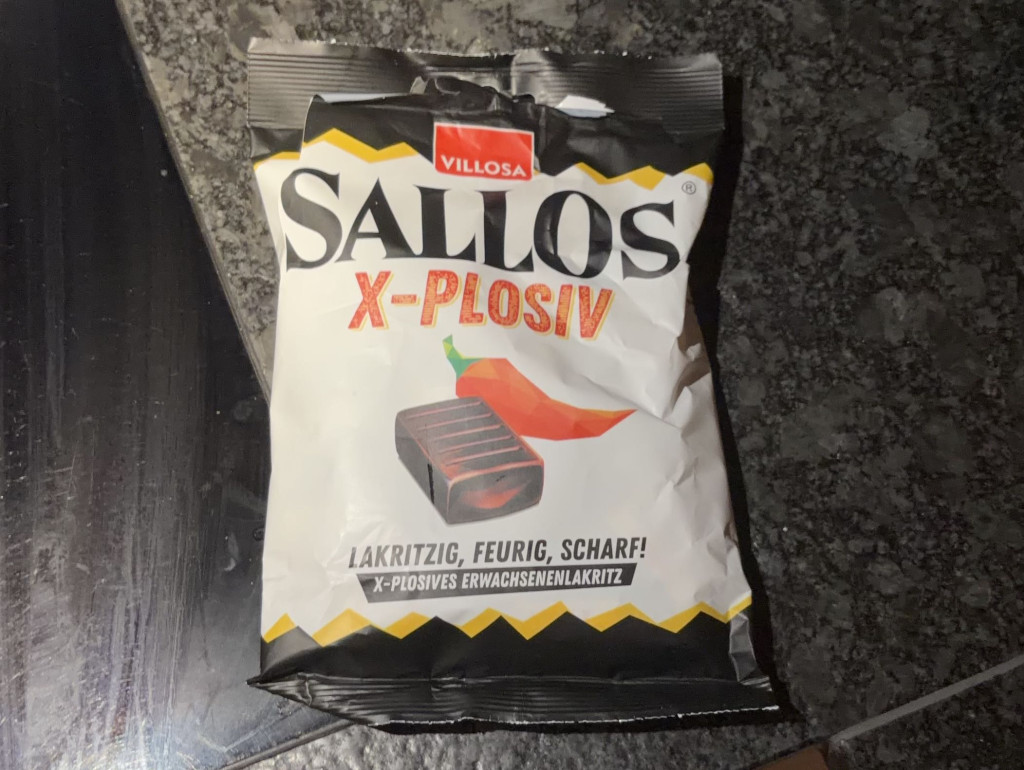 VILLOSA
SALLOS®
X-PLOSIV
LAKRITZIG, FEURIG, SCHARF!
X-PLOSIVES ERWACHSENENLAKRITZ